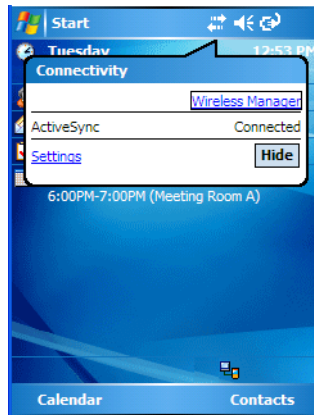 Start
Tuesday 12:53 PM
Connectivity
Wireless Manager
ActiveSync Connected
Settings Hide
6:00PM-7:00PM (Meeting Room A)
Calendar Contacts